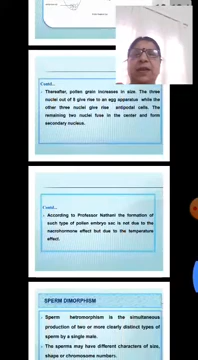 Contd...
Thereafter, pollen grain increases in size. The three
nuclei out of 8 give rise to an egg apparatus while the
other three nuclei give antipodal cells. The
remaining two nuclei fuse in the center and form
secondary nucleus.
Contd...
According to Professor Nathani the formation of
such type of pollen embryo sac is not due to the
nacrohormone effect but due to the temperature
effect.
SPERM DIMORPHISM
Sperm hetromorphism is the simultaneous
production of two or more clearly distinct types of
sperm by a single male.
The sperms may have different characters of size,
shape or chromosome numbers.